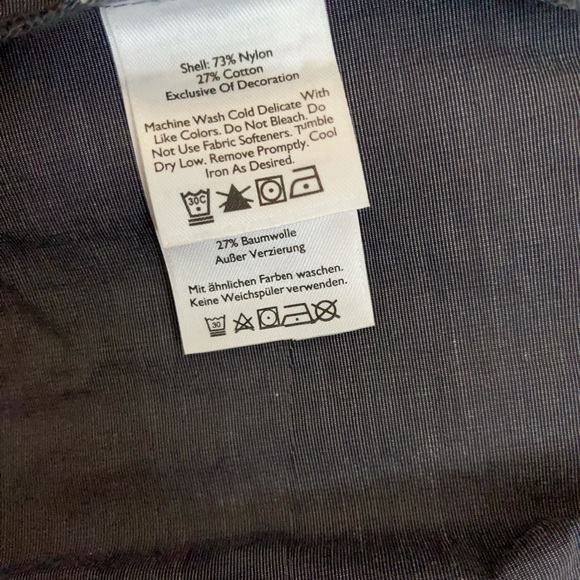 Shell: 73% Nylon
27% Cotton
Exclusive Of Decoration
Machine Wash Cold Delicate With
Like Colors. Do Not Bleach. Do
Not Use Fabric Softeners. Tumble
Dry Low. Remove Promptly. Cool
Iron As Desired.
30C
27% Baumwolle
Außer Verzierung
Mit ähnlichen Farben waschen.
Keine Weichspüler verwenden.
30